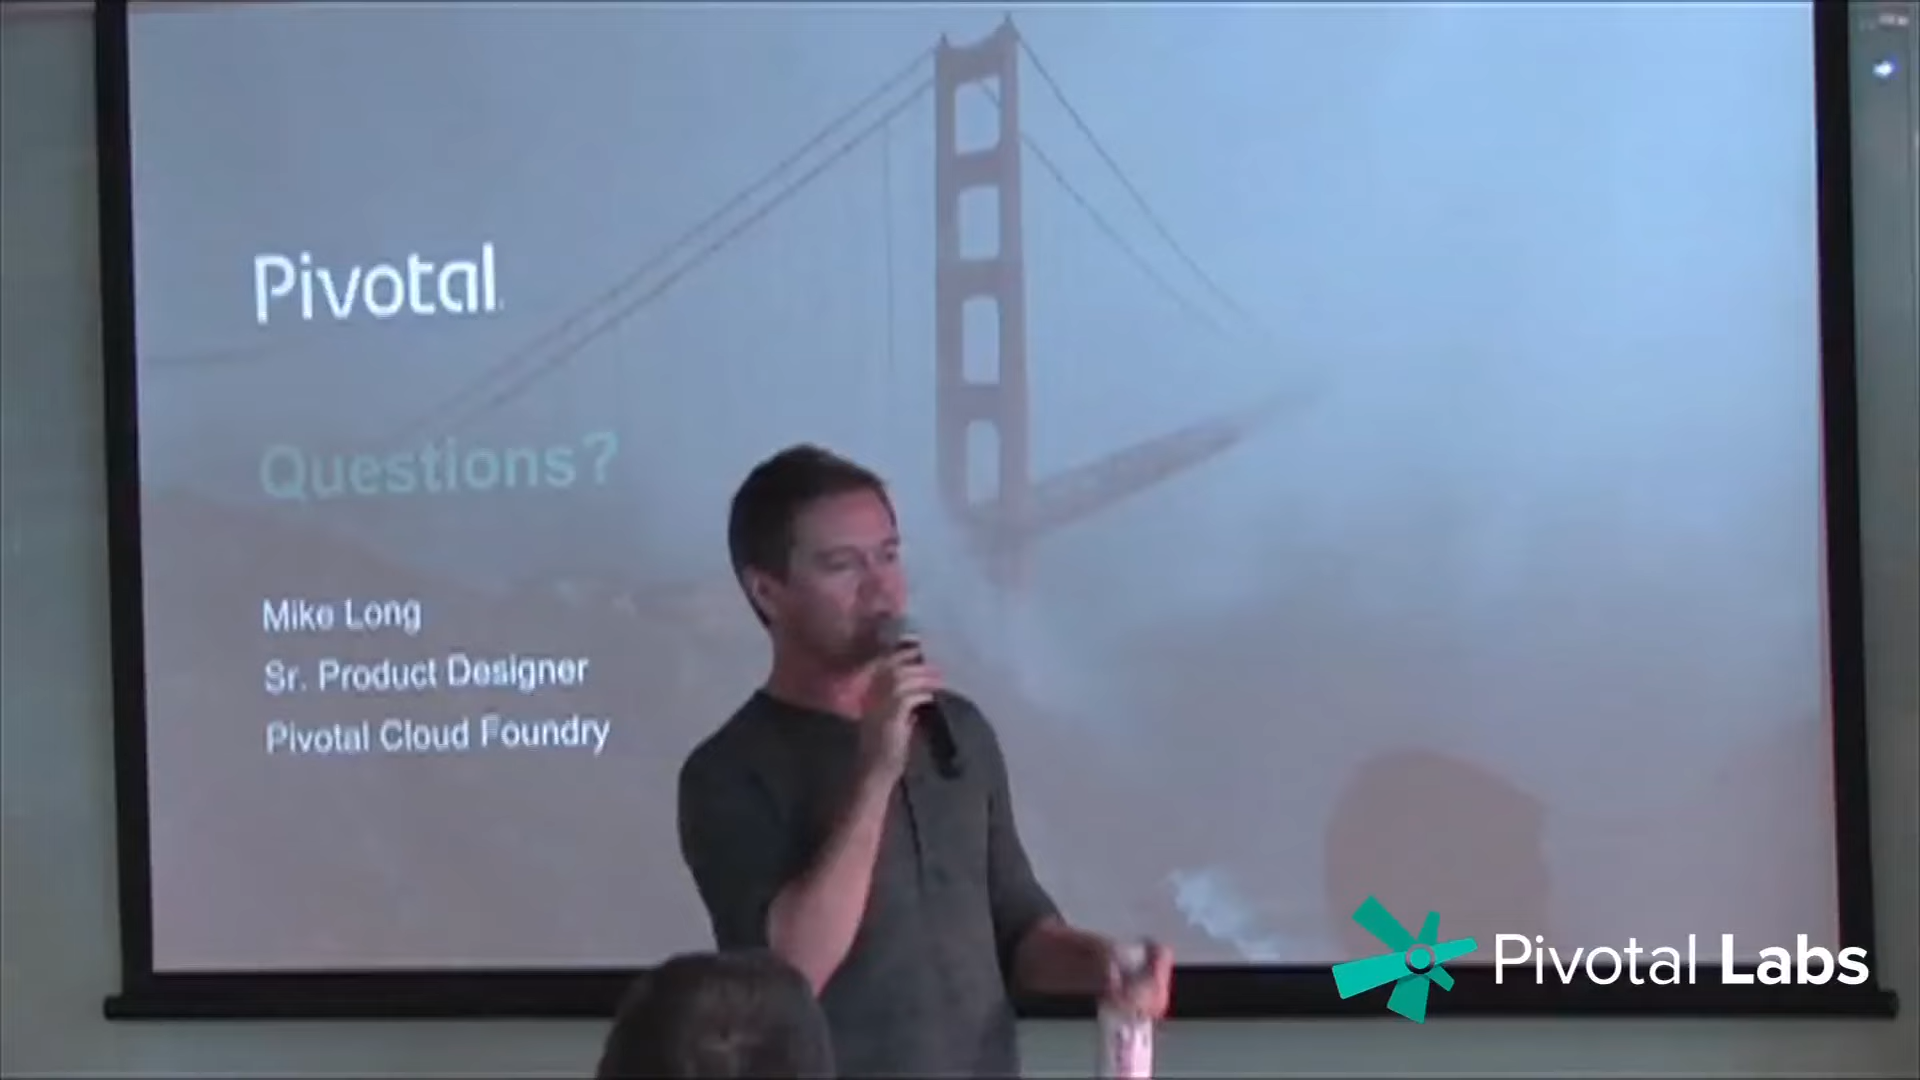 Pivotal
Questions?
Mike Long
Sr. Product Designer
Pivotal Cloud Foundry
Pivotal Labs